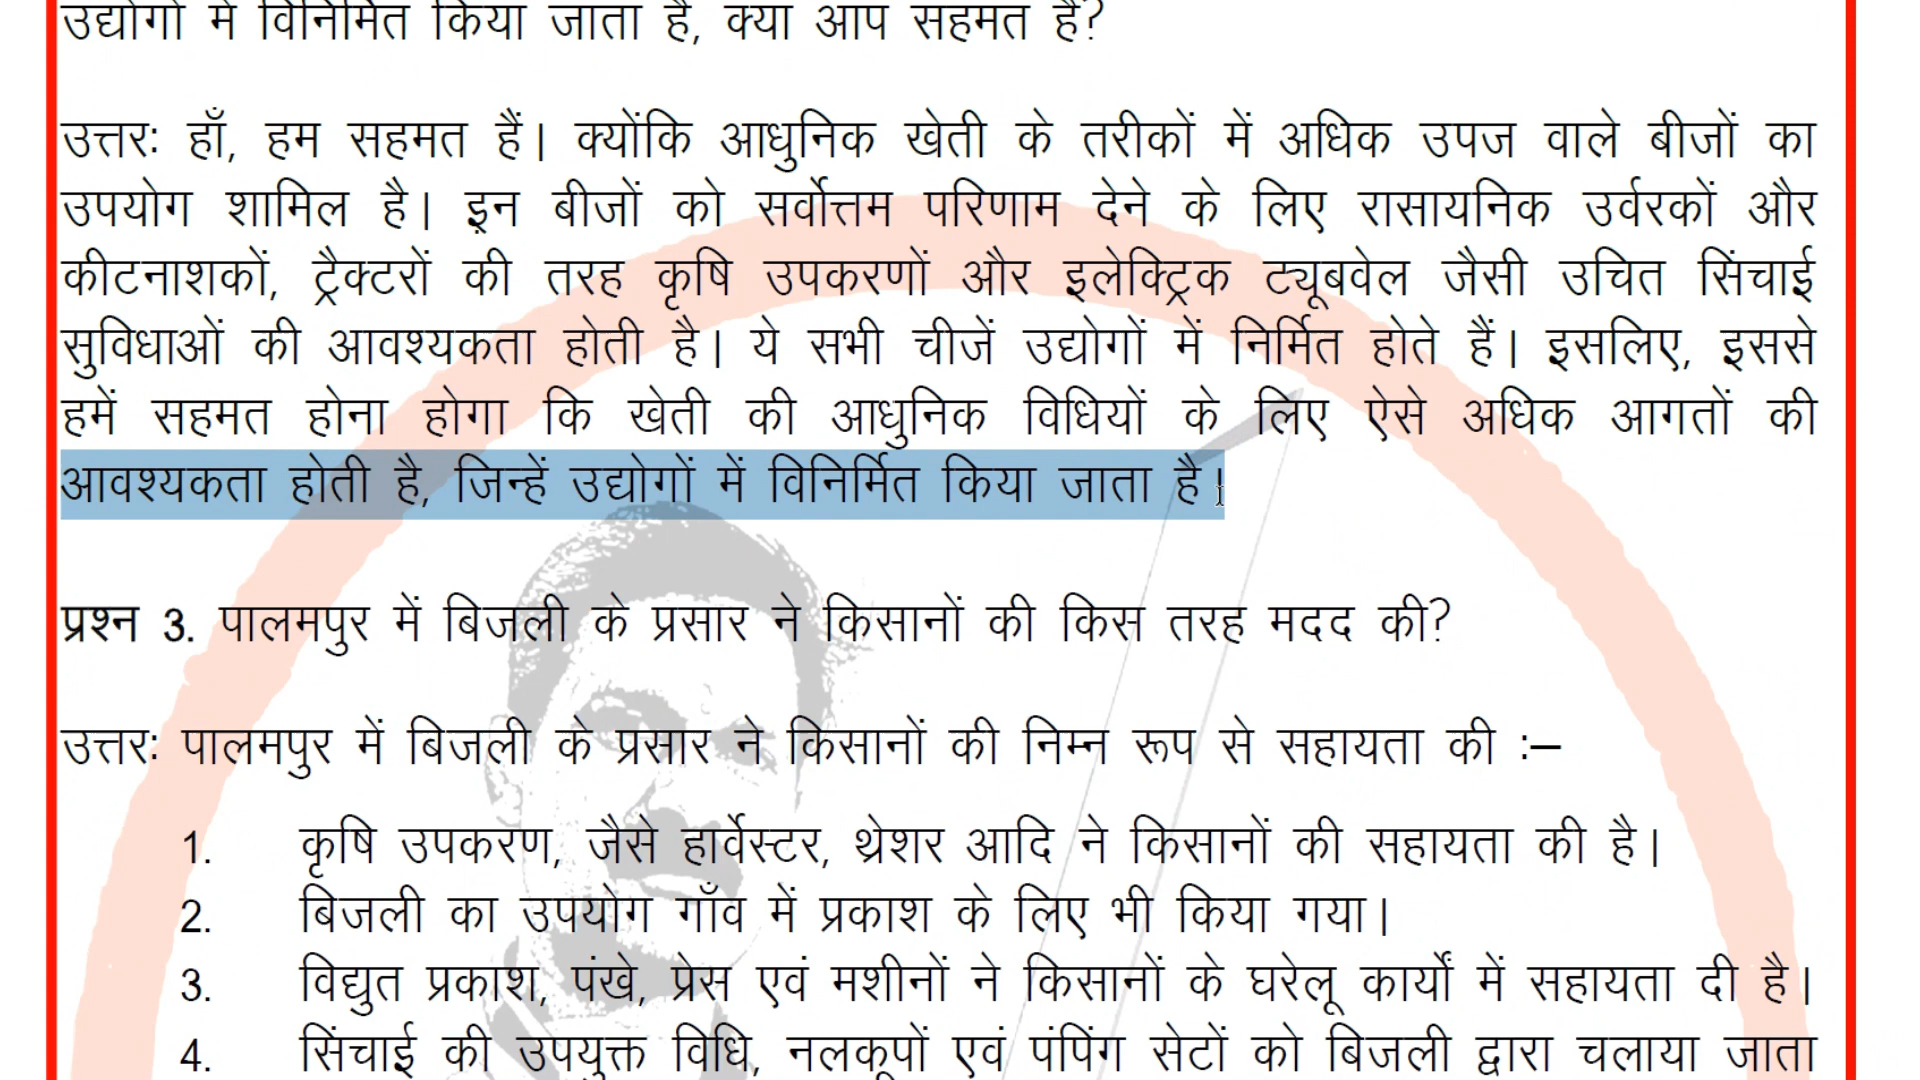 उद्योगों में विनिर्मित किया जाता है, क्या आप सहमत हैं?
उत्तरः हाँ, हम सहमत हैं। क्योंकि आधुनिक खेती के तरीकों में अधिक उपज वाले बीजों का
उपयोग शामिल है। इ़न बीजों को सर्वोत्तम परिणाम देने के लिए रासायनिक उर्वरकों और
कीटनाशकों, ट्रैक्टरों की तरह कृषि उपकरणों और इलेक्ट्रिक ट्यूबवेल जैसी उचित सिंचाई
सुविधाओं की आवश्यकता होती है। ये सभी चीजें उद्योगों में निर्मित होते हैं। इसलिए, इससे
हमें सहमत होना होगा कि खेती की आधुनिक विधियों के लिए ऐसे अधिक आगतों की
आवश्यकता होती है, जिन्हें उद्योगों में विनिर्मित किया जाता है।
प्रश्न 3. पालमपुर में बिजली के प्रसार ने किसानों की किस तरह मदद की?
उत्तरः पालमपुर में बिजली के प्रसार ने किसानों की निम्न रूप से सहायता की :–
1. कृषि उपकरण, जैसे हार्वेस्टर, थ्रेशर आदि ने किसानों की सहायता की है।
2. बिजली का उपयोग गाँव में प्रकाश के लिए भी किया गया।
3. विद्युत प्रकाश, पंखे, प्रेस एवं मशीनों ने किसानों के घरेलू कार्यों में सहायता दी है।
4. सिंचाई की उपयुक्त विधि, नलकूपों एवं पंपिंग सेटों को बिजली द्वारा चलाया जाता